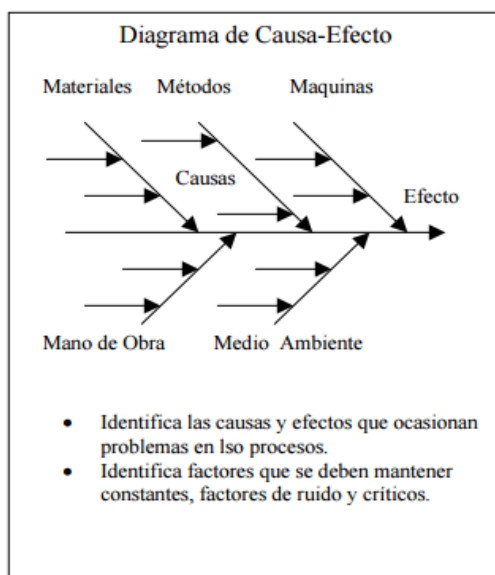 Diagrama de Causa-Efecto
Materiales Métodos Maquinas
Causas
Efecto
Mano de Obra Medio Ambiente
• Identifica las causas y efectos que ocasionan
problemas en lso procesos.
• Identifica factores que se deben mantener
constantes, factores de ruido y críticos.